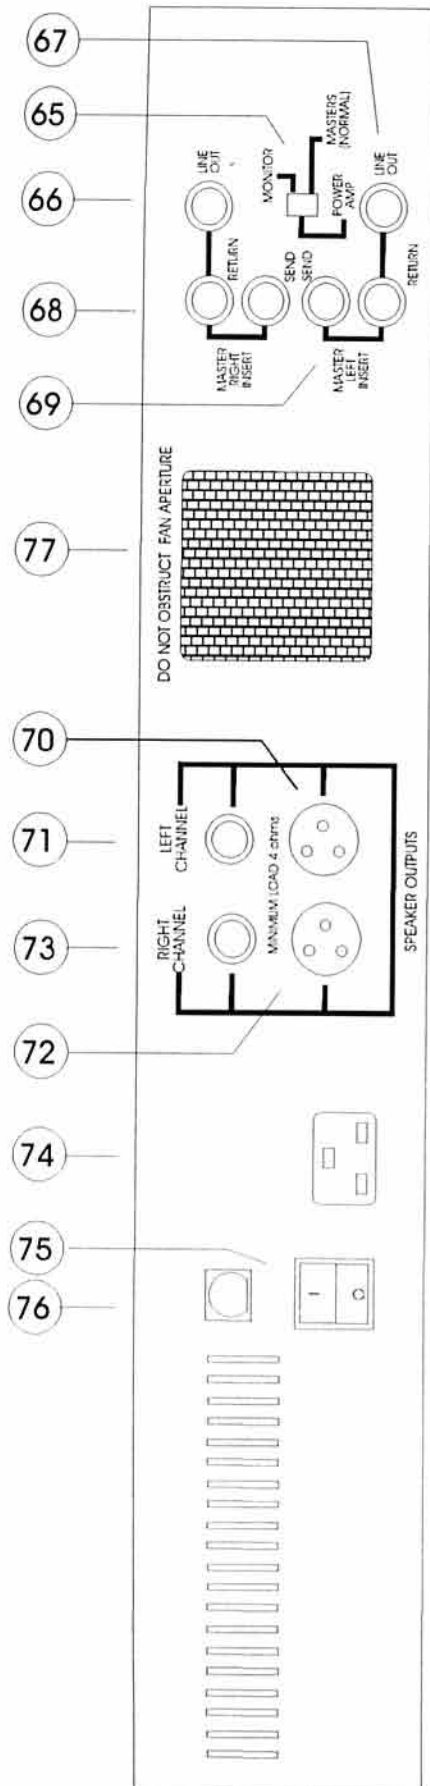 67
65
66
68
69
77
70
71
73
72
74
75
76
LINE
OUT
MONITOR
MASTERS
(NORMAL)
POWER
AMP
LINE
OUT
RETURN
SEND
SEND
RETURN
MASTER
RIGHT
INSERT
MASTER
LEFT
INSERT
DO NOT OBSTRUCT FAN APERTURE
LEFT
CHANNEL
RIGHT
CHANNEL
MINIMUM LOAD 4 ohms
SPEAKER OUTPUTS
I
O